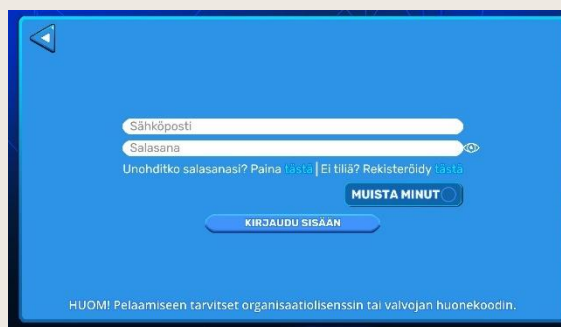 Sähköposti
Salasana
Unohditko salasanasi? Paina tästä | Ei tiliä? Rekisteröidy tästä
MUISTA MINUT
KIRJAUDU SISÄÄN
HUOM! Pelaamiseen tarvitset organisaatiolisenssin tai valvojan huonekoodin.